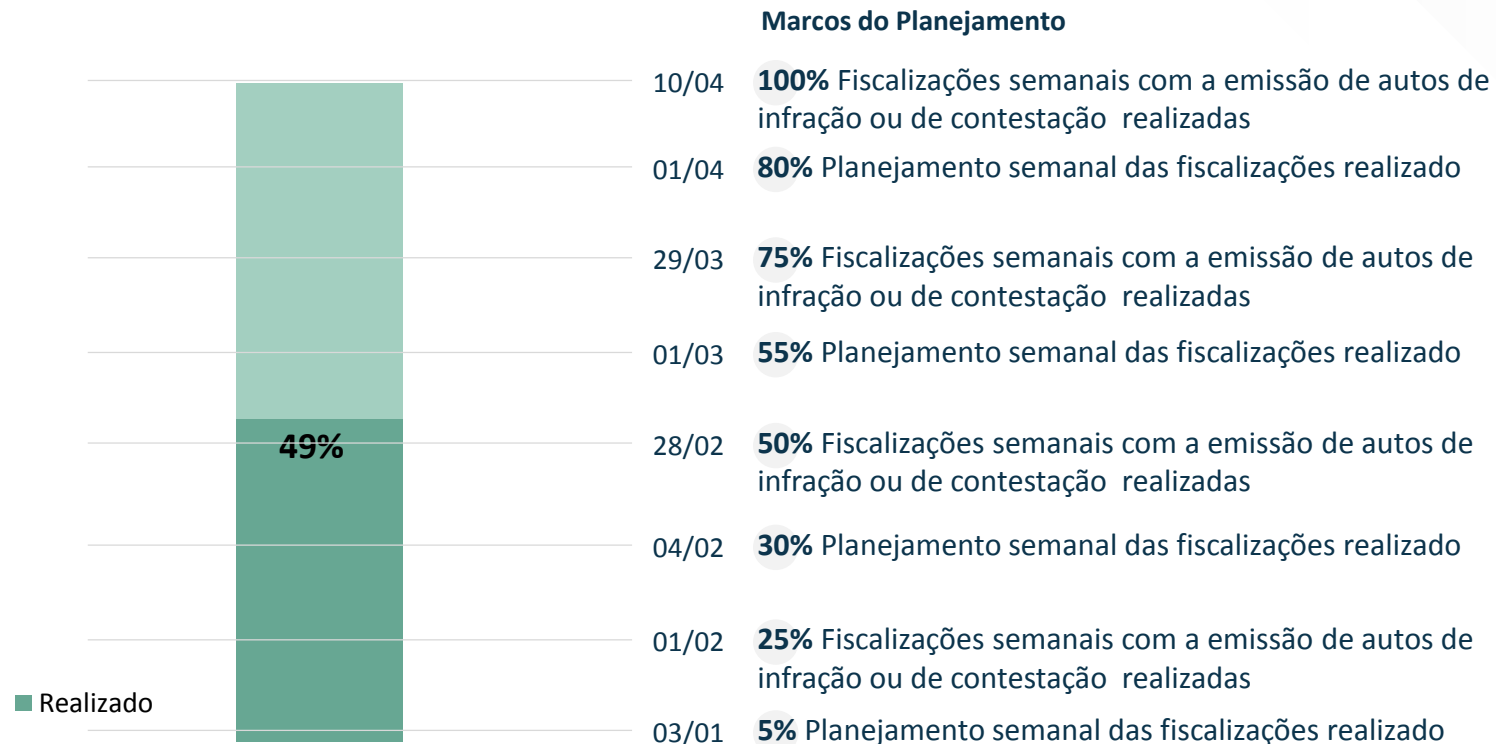 Marcos do Planejamento
10/04 100% Fiscalizações semanais com a emissão de autos de
infração ou de contestação realizadas
01/04 80% Planejamento semanal das fiscalizações realizado
29/03 75% Fiscalizações semanais com a emissão de autos de
infração ou de contestação realizadas
01/03 55% Planejamento semanal das fiscalizações realizado
49%
28/02 50% Fiscalizações semanais com a emissão de autos de
infração ou de contestação realizadas
04/02 30% Planejamento semanal das fiscalizações realizado
01/02 25% Fiscalizações semanais com a emissão de autos de
infração ou de contestação realizadas
Realizado
03/01 5% Planejamento semanal das fiscalizações realizado